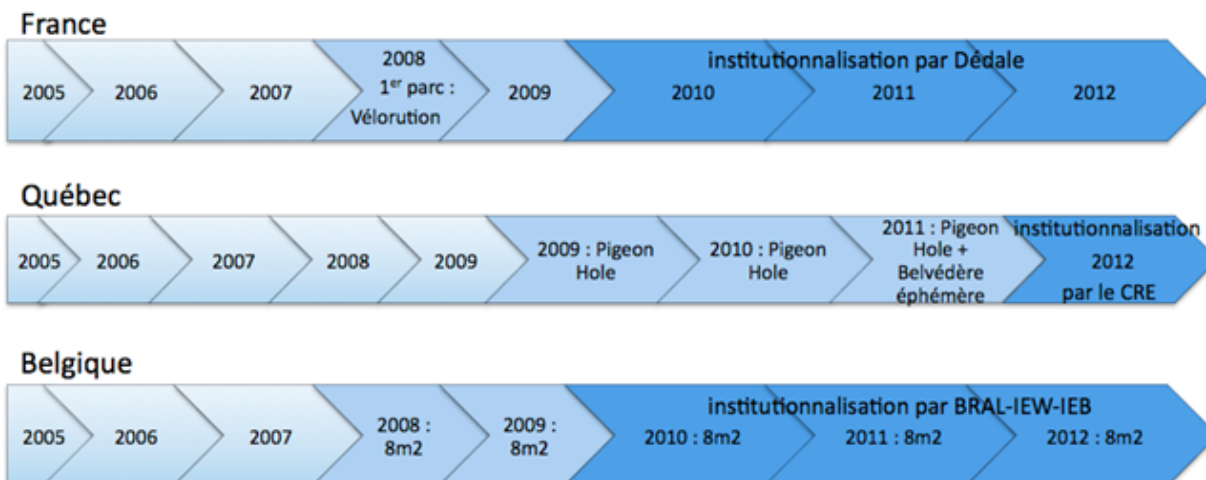 France
institutionnalisation par Dédale
2005 2006 2007 2008 1er parc : Vélorution 2009 2010 2011 2012
Québec
2005 2006 2007 2008 2009 2009 : Pigeon Hole 2010 : Pigeon Hole 2011 : Pigeon Hole + Belvédère éphémère institutionnalisation 2012 par le CRE
Belgique
institutionnalisation par BRAL-IEW-IEB
2005 2006 2007 2008 : 8m2 2009 : 8m2 2010 : 8m2 2011 : 8m2 2012 : 8m2